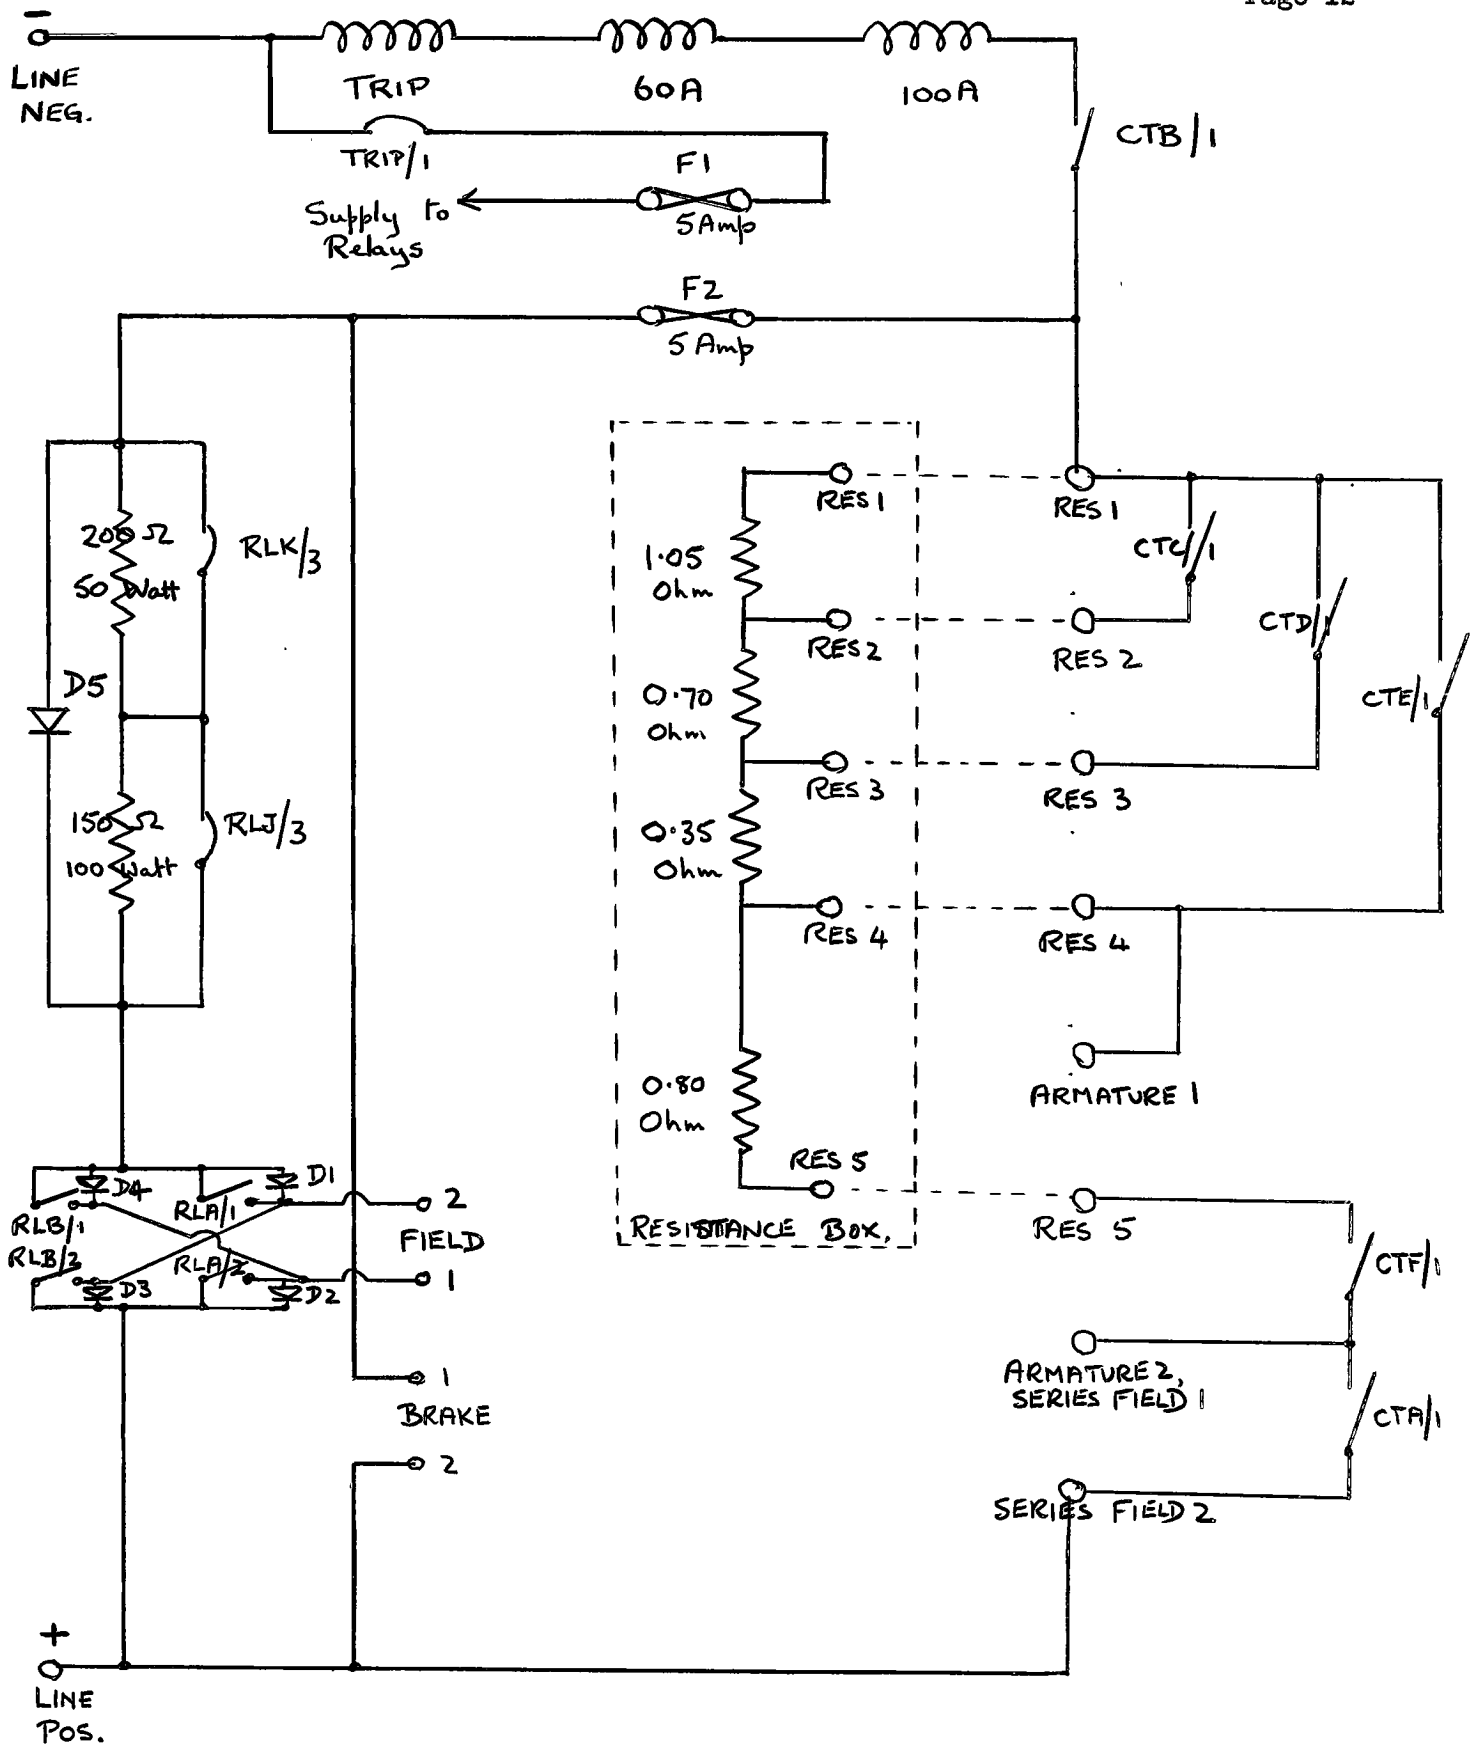 Page 12
−
LINE
NEG.
TRIP
60A
100A
CTB/1
TRIP/1
F1
5 Amp
Supply to
Relays
F2
5 Amp
200 Ω
50 Watt
RLK/3
D5
150 Ω
100 Watt
RLJ/3
1.05
Ohm
RES 1
RES 1
CTC/1
0.70
Ohm
RES 2
RES 2
CTD/1
0.35
Ohm
RES 3
RES 3
CTE/1
RES 4
RES 4
ARMATURE 1
0.80
Ohm
RES 5
RES 5
RESISTANCE BOX.
D4
D1
RLB/1
RLA/1
2
FIELD
RLB/2
RLA/2
1
D3
D2
CTF/1
ARMATURE 2,
SERIES FIELD 1
CTA/1
1
BRAKE
2
SERIES FIELD 2
+
LINE
POS.